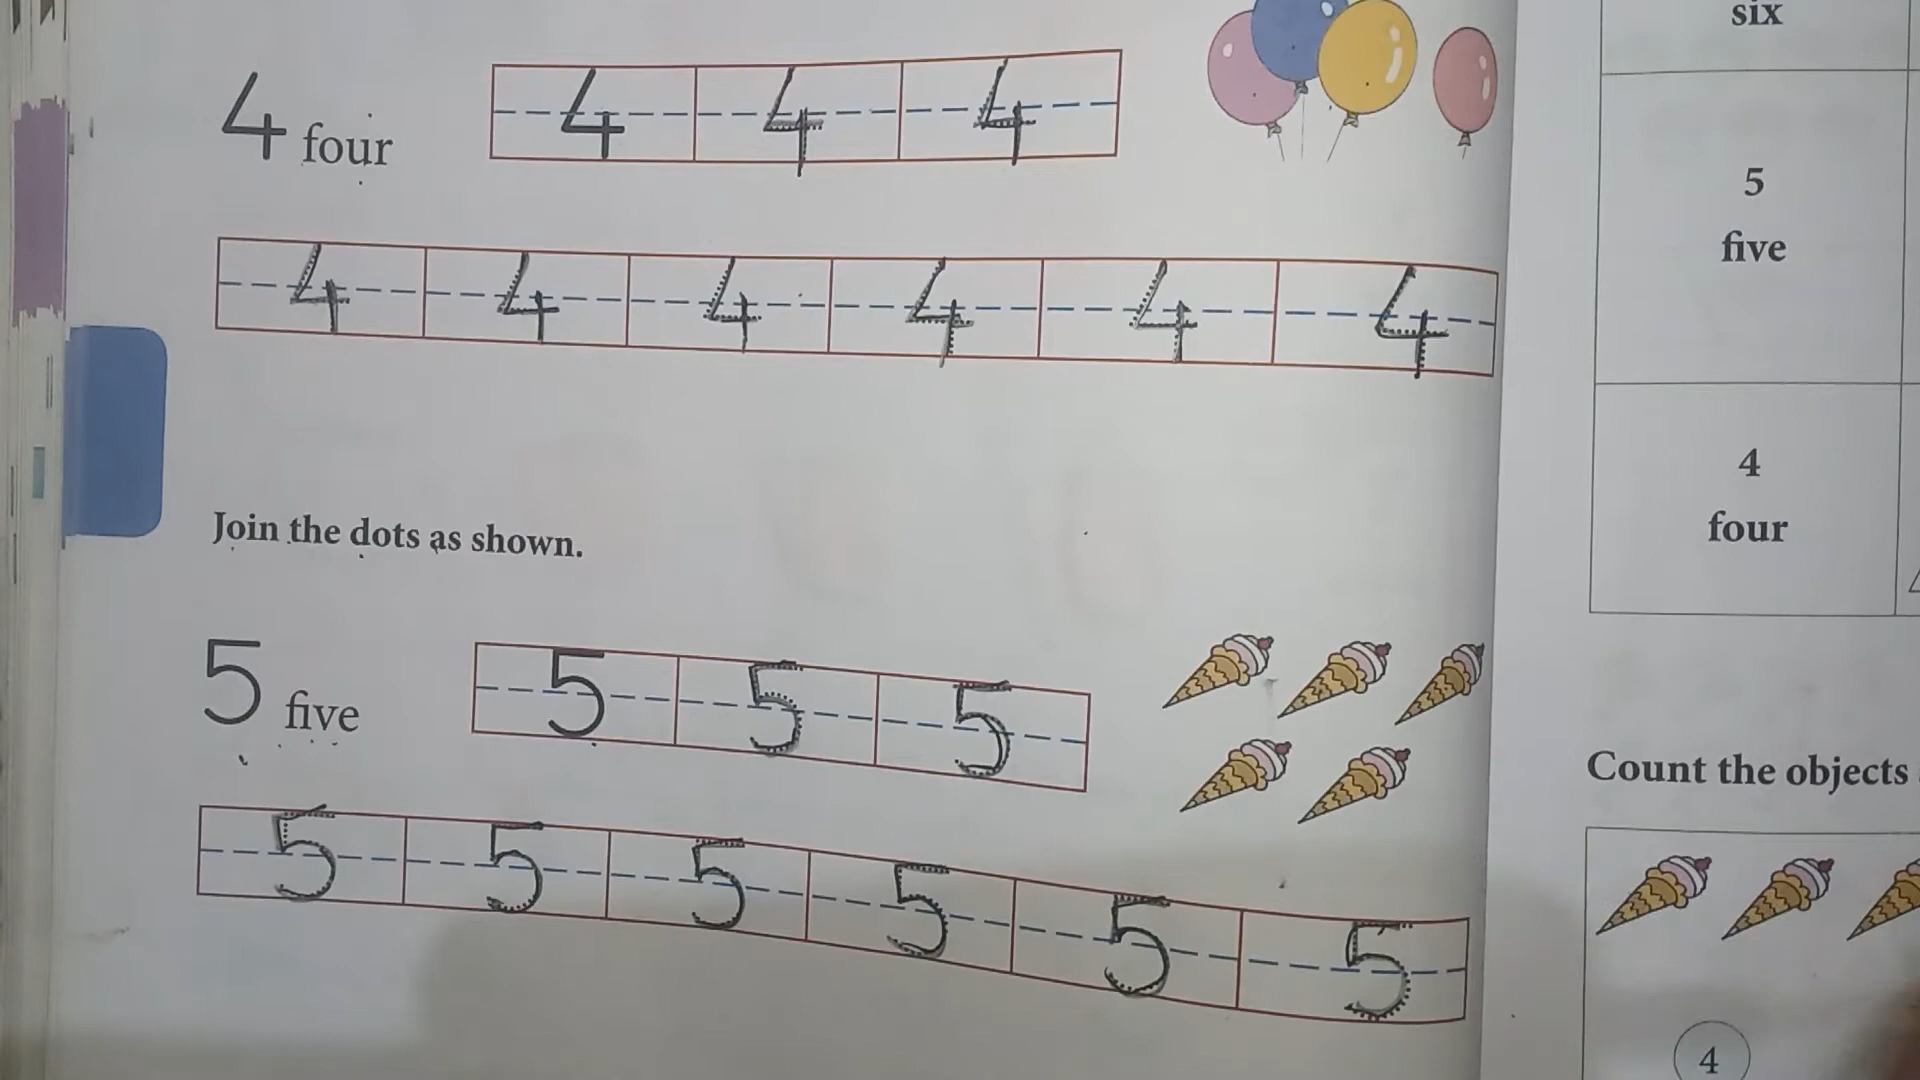 4 four
4 4 4
4 4 4 4 4 4
Join the dots as shown.
5 five
5 5 5
5 5 5 5 5 5
six
5
five
4
four
Count the objects
4